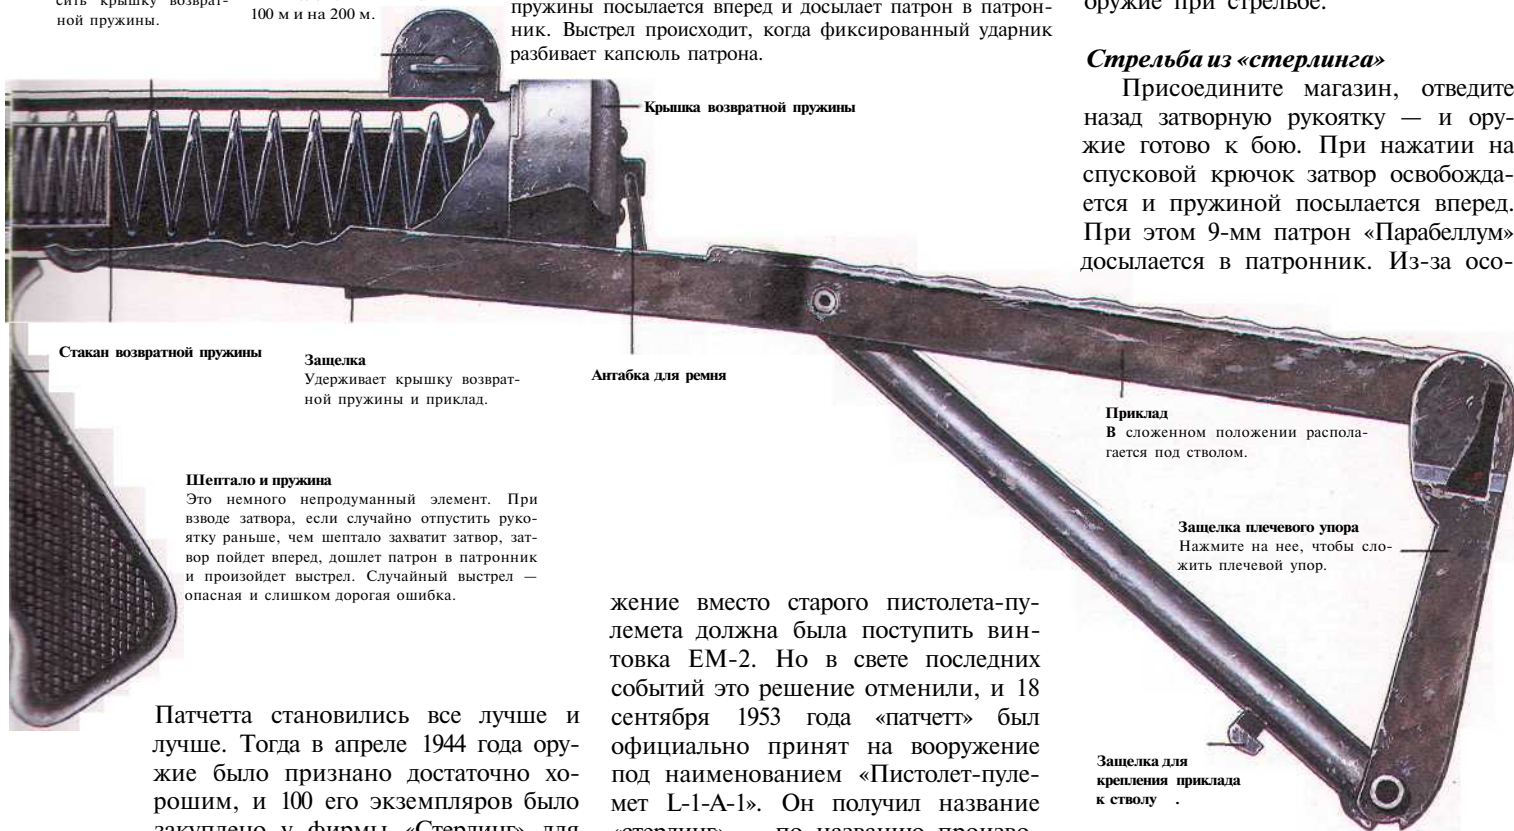 сить крышку возврат-
ной пружины.
100 м и на 200 м.
пружины посылается вперед и досылает патрон в патрон-
ник. Выстрел происходит, когда фиксированный ударник
разбивает капсюль патрона.
оружие при стрельбе.
Стрельба из «стерлинга»
Присоедините магазин, отведите
назад затворную рукоятку — и ору-
жие готово к бою. При нажатии на
спусковой крючок затвор освобожда-
ется и пружиной посылается вперед.
При этом 9-мм патрон «Парабеллум»
досылается в патронник. Из-за осо-
Крышка возвратной пружины
Стакан возвратной пружины
Защелка
Удерживает крышку возврат-
ной пружины и приклад.
Антабка для ремня
Приклад
В сложенном положении распола-
гается под стволом.
Шептало и пружина
Это немного непродуманный элемент. При
взводе затвора, если случайно отпустить руко-
ятку раньше, чем шептало захватит затвор, зат-
вор пойдет вперед, дошлет патрон в патронник
и произойдет выстрел. Случайный выстрел —
опасная и слишком дорогая ошибка.
Защелка плечевого упора
Нажмите на нее, чтобы сло-
жить плечевой упор.
Защелка для
крепления приклада
к стволу .
Патчетта становились все лучше и
лучше. Тогда в апреле 1944 года ору-
жие было признано достаточно хо-
рошим, и 100 его экземпляров было
закуплено у фирмы «Стерлинг» для
жение вместо старого пистолета-пу-
лемета должна была поступить вин-
товка ЕМ-2. Но в свете последних
событий это решение отменили, и 18
сентября 1953 года «патчетт» был
официально принят на вооружение
под наименованием «Пистолет-пуле-
мет L-1-A-1». Он получил название
«стерлинг» — по названию произво-